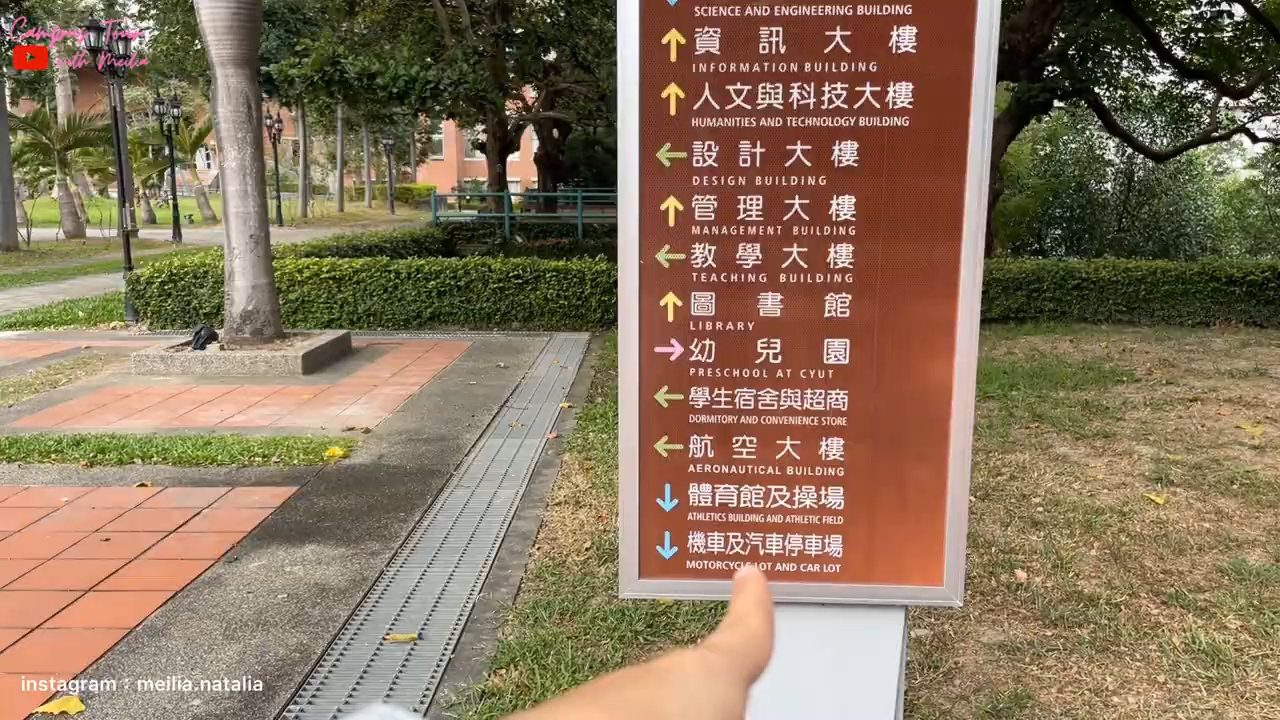 Campus Tour
with Meilia
SCIENCE AND ENGINEERING BUILDING
資訊大樓
INFORMATION BUILDING
人文與科技大樓
HUMANITIES AND TECHNOLOGY BUILDING
設計大樓
DESIGN BUILDING
管理大樓
MANAGEMENT BUILDING
教學大樓
TEACHING BUILDING
圖書館
LIBRARY
幼兒園
PRESCHOOL AT CYUT
學生宿舍與超商
DORMITORY AND CONVENIENCE STORE
航空大樓
AERONAUTICAL BUILDING
體育館及操場
ATHLETICS BUILDING AND ATHLETIC FIELD
機車及汽車停車場
MOTORCYCLE LOT AND CAR LOT
instagram : meilia.natalia